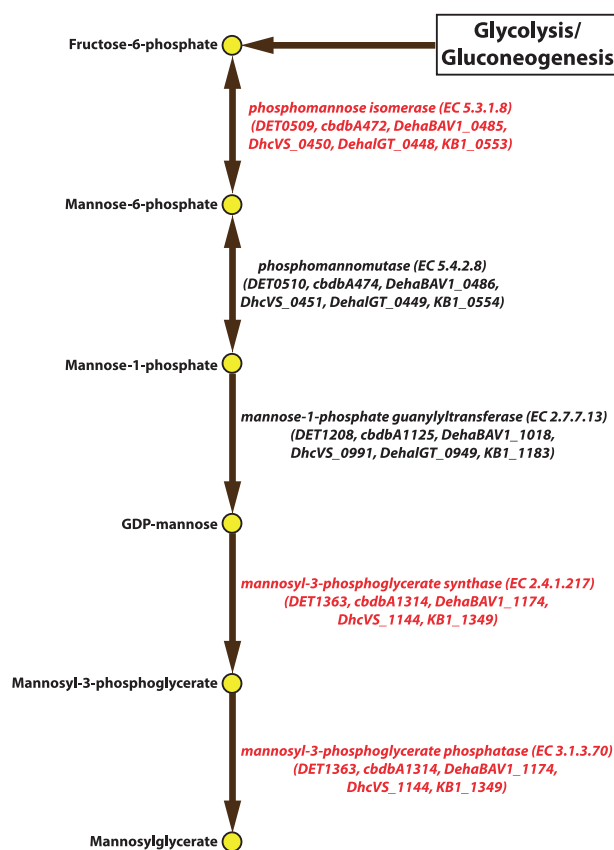 Glycolysis/
Gluconeogenesis
Fructose-6-phosphate
phosphomannose isomerase (EC 5.3.1.8)
(DET0509, cbdbA472, DehaBAV1_0485,
DhcVS_0450, DehalGT_0448, KB1_0553)
Mannose-6-phosphate
phosphomannomutase (EC 5.4.2.8)
(DET0510, cbdbA474, DehaBAV1_0486,
DhcVS_0451, DehalGT_0449, KB1_0554)
Mannose-1-phosphate
mannose-1-phosphate guanylyltransferase (EC 2.7.7.13)
(DET1208, cbdbA1125, DehaBAV1_1018,
DhcVS_0991, DehalGT_0949, KB1_1183)
GDP-mannose
mannosyl-3-phosphoglycerate synthase (EC 2.4.1.217)
(DET1363, cbdbA1314, DehaBAV1_1174,
DhcVS_1144, KB1_1349)
Mannosyl-3-phosphoglycerate
mannosyl-3-phosphoglycerate phosphatase (EC 3.1.3.70)
(DET1363, cbdbA1314, DehaBAV1_1174,
DhcVS_1144, KB1_1349)
Mannosylglycerate